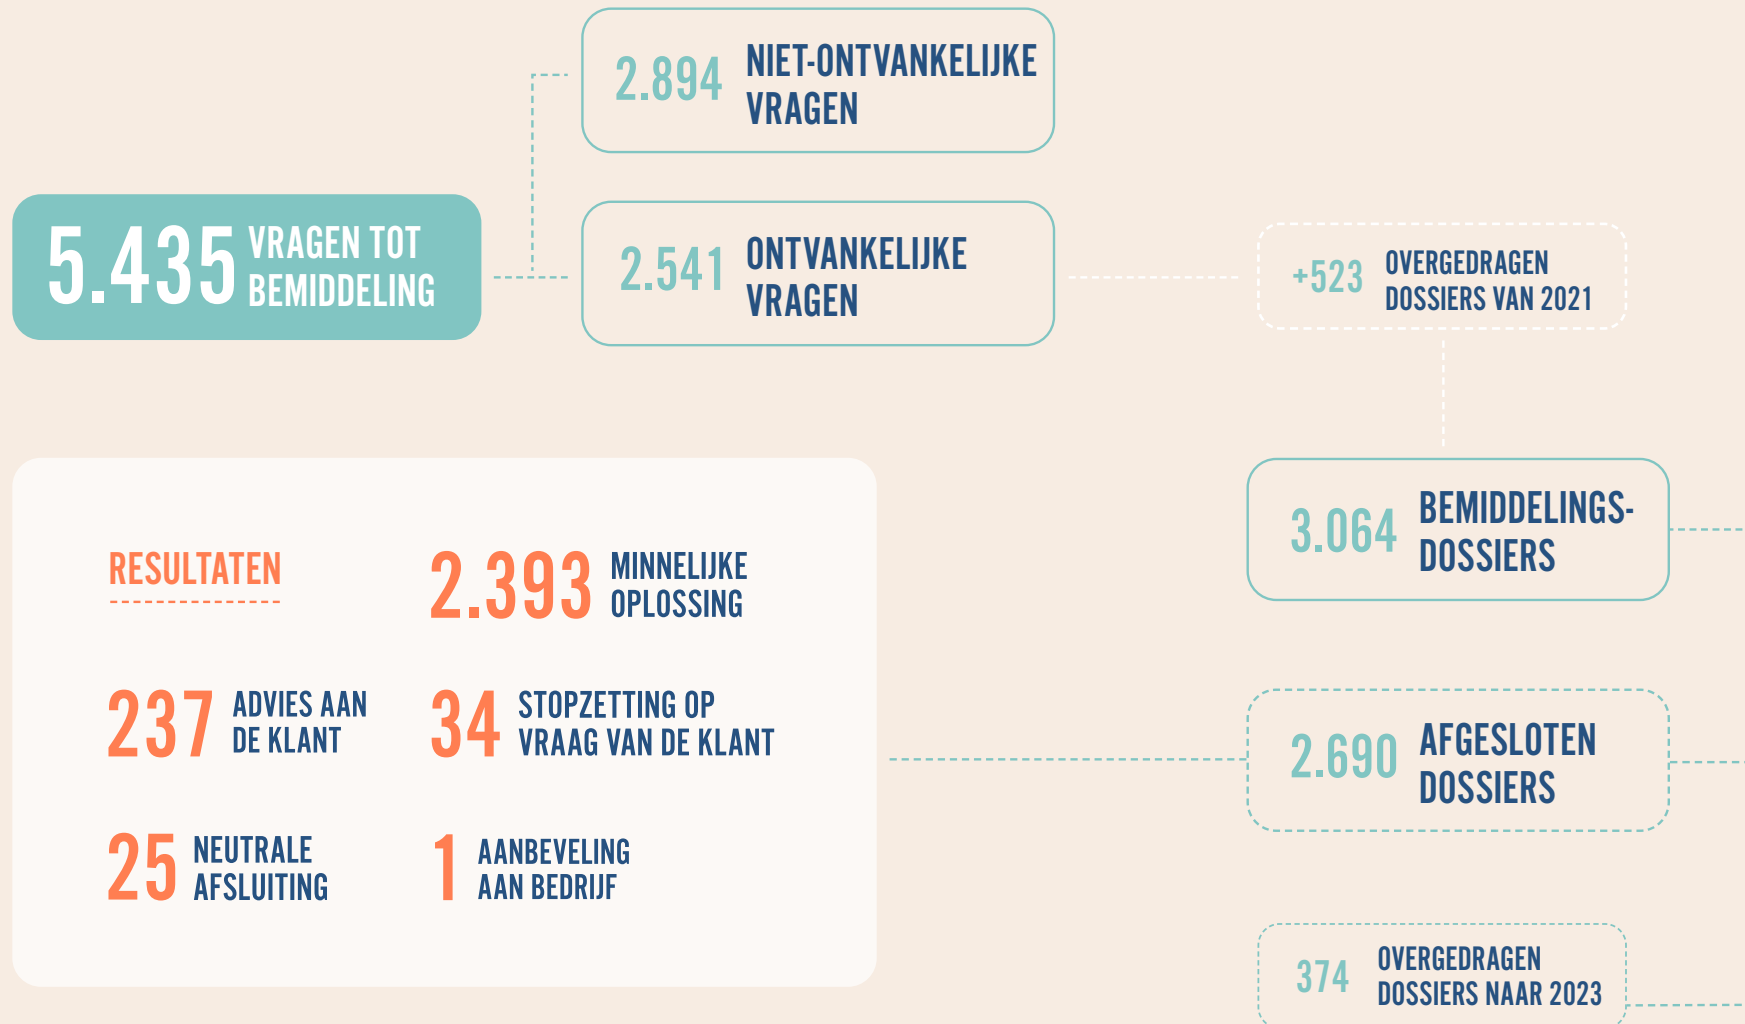 2.894 NIET-ONTVANKELIJKE
VRAGEN
5.435 VRAGEN TOT
BEMIDDELING
2.541 ONTVANKELIJKE
VRAGEN
+523 OVERGEDRAGEN
DOSSIERS VAN 2021
3.064 BEMIDDELINGS-
DOSSIERS
RESULTATEN
2.393 MINNELIJKE
OPLOSSING
237 ADVIES AAN
DE KLANT
34 STOPZETTING OP
VRAAG VAN DE KLANT
25 NEUTRALE
AFSLUITING
1 AANBEVELING
AAN BEDRIJF
2.690 AFGESLOTEN
DOSSIERS
374 OVERGEDRAGEN
DOSSIERS NAAR 2023